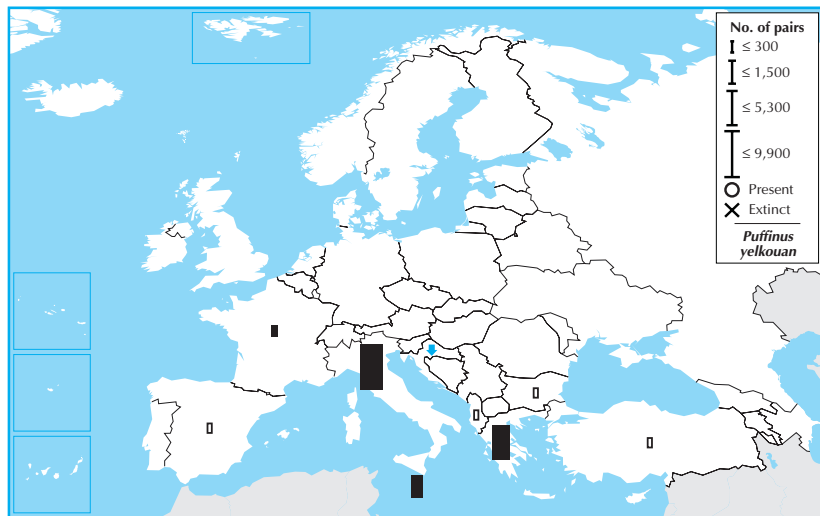 No. of pairs
≤ 300
≤ 1,500
≤ 5,300
≤ 9,900
Present
Extinct
Puffinus
yelkouan